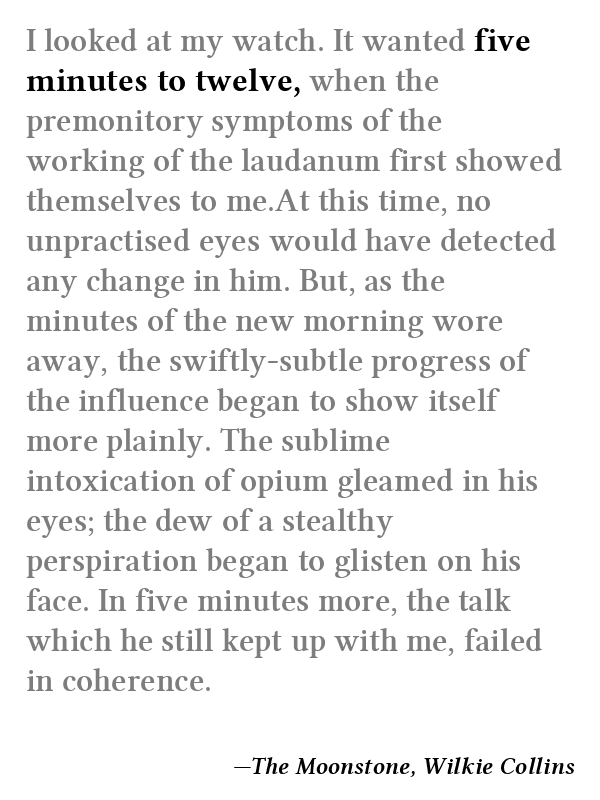 I looked at my watch. It wanted five
minutes to twelve, when the
premonitory symptoms of the
working of the laudanum first showed
themselves to me.At this time, no
unpractised eyes would have detected
any change in him. But, as the
minutes of the new morning wore
away, the swiftly-subtle progress of
the influence began to show itself
more plainly. The sublime
intoxication of opium gleamed in his
eyes; the dew of a stealthy
perspiration began to glisten on his
face. In five minutes more, the talk
which he still kept up with me, failed
in coherence.
—The Moonstone, Wilkie Collins